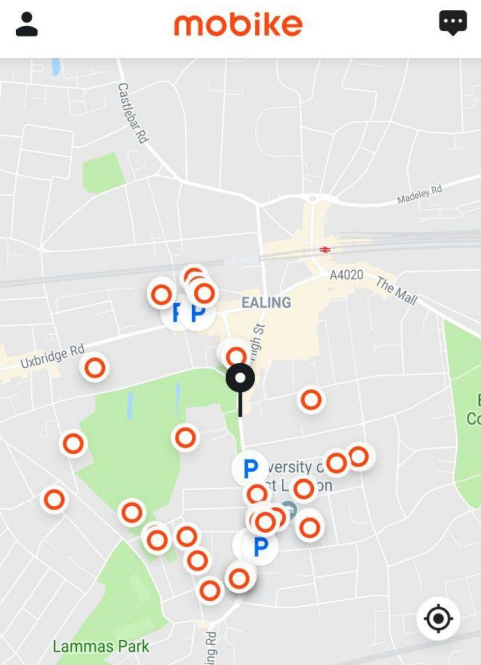 mobike
Castlebar Rd
Madeley Rd
A4020
The Mall
EALING
P
High St
Uxbridge Rd
P
Lammas Park
P